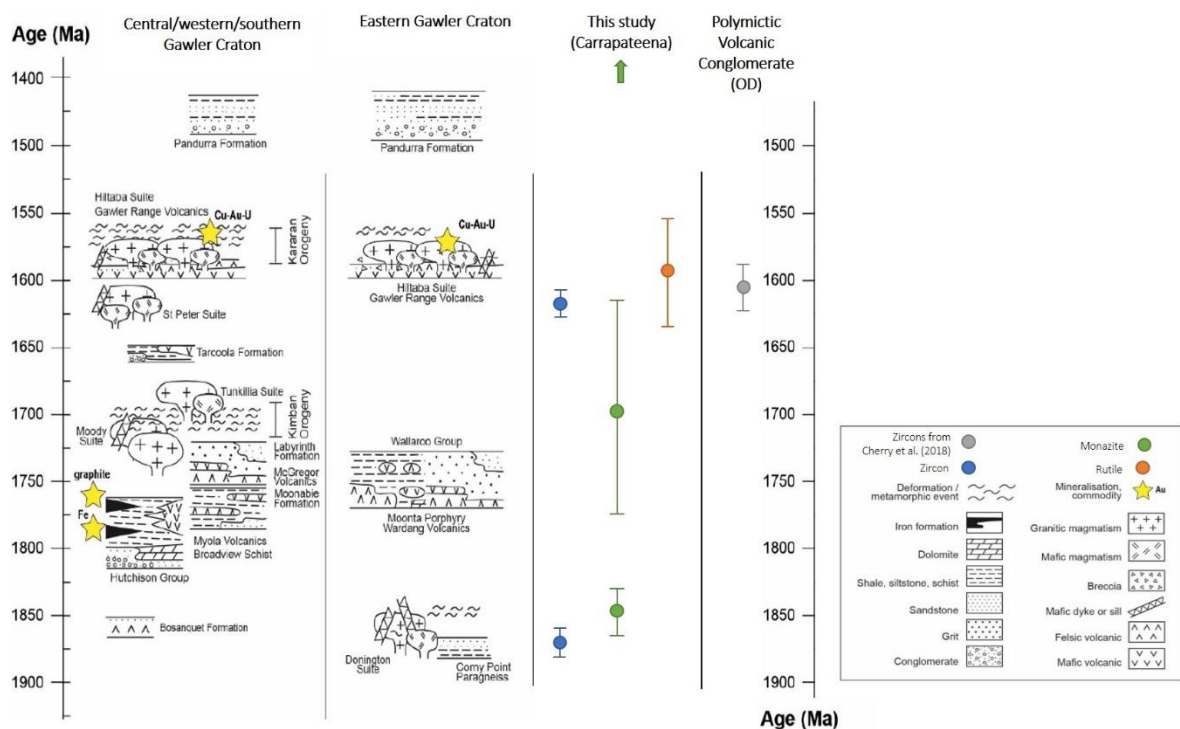 Age (Ma)
Central/western/southern
Gawler Craton
Eastern Gawler Craton
This study
(Carrapateena)
Polymictic
Volcanic
Conglomerate
(OD)
1400
1450
1500
1550
1600
1650
1700
1750
1800
1850
1900
Pandurra Formation
Hiltaba Suite
Gawler Range Volcanics
Cu-Au-U
Kararan
Orogeny
St Peter Suite
Tarcoola Formation
Tunkillia Suite
Kimban
Orogeny
Moody
Suite
Labyrinth
Formation
McGregor
Volcanics
Moonabie
Formation
graphite
Fe
Myola Volcanics
Broadview Schist
Hutchison Group
Bosanquet Formation
Pandurra Formation
Cu-Au-U
Hiltaba Suite
Gawler Range Volcanics
Wallaroo Group
Moonta Porphyry
Wardang Volcanics
Donington
Suite
Corny Point
Paragneiss
1500
1550
1600
1650
1700
1750
1800
1850
1900
Age (Ma)
Zircons from
Cherry et al. (2018)
Zircon
Deformation /
metamorphic event
Iron formation
Dolomite
Shale, siltstone, schist
Sandstone
Grit
Conglomerate
Monazite
Rutile
Mineralisation,
commodity
Au
Granitic magmatism
Mafic magmatism
Breccia
Mafic dyke or sill
Felsic volcanic
Mafic volcanic